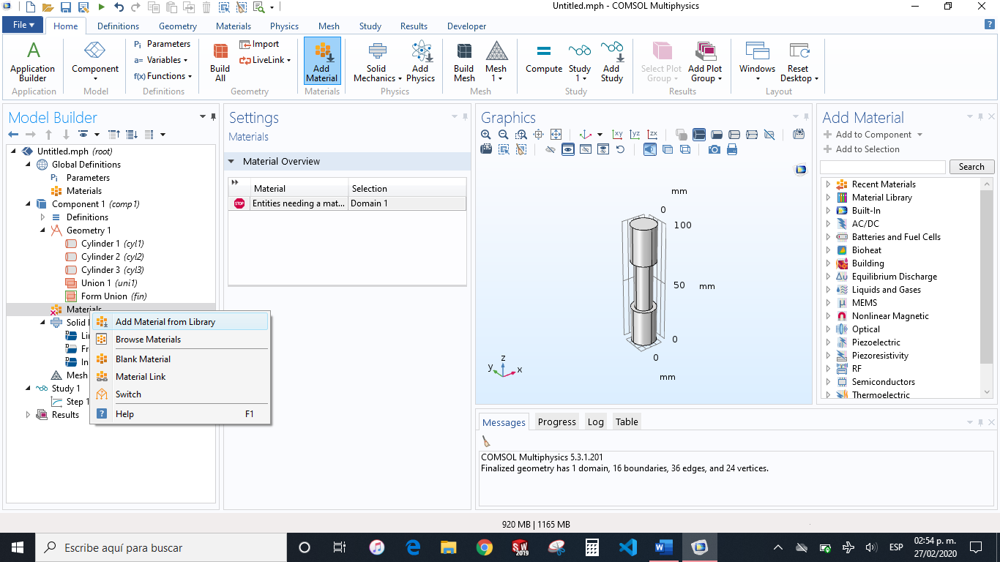 Untitled.mph - COMSOL Multiphysics
File Home Definitions Geometry Materials Physics Mesh Study Results Developer
Application Builder
Application
Component
Model
Pi Parameters
a= Variables
f(x) Functions
Definitions
Build All
Import
LiveLink
Geometry
Add Material
Materials
Solid Mechanics
Add Physics
Physics
Build Mesh
Mesh 1
Mesh
Compute
Study 1
Add Study
Study
Select Plot Group
Add Plot Group
Results
Windows
Reset Desktop
Layout
Model Builder
Untitled.mph (root)
Global Definitions
Pi Parameters
Materials
Component 1 (comp1)
Definitions
Geometry 1
Cylinder 1 (cyl1)
Cylinder 2 (cyl2)
Cylinder 3 (cyl3)
Union 1 (uni1)
Form Union (fin)
Materials
Solid
Li
Fr
In
Mesh
Study 1
Step 1
Results
Add Material from Library
Browse Materials
Blank Material
Material Link
Switch
Help F1
Settings
Materials
Material Overview
Material Selection
STOP Entities needing a mat... Domain 1
Graphics
xy yz zx
mm
0
100
50 mm
0
0
mm
z
y x
Messages Progress Log Table
COMSOL Multiphysics 5.3.1.201
Finalized geometry has 1 domain, 16 boundaries, 36 edges, and 24 vertices.
Add Material
Add to Component
Add to Selection
Search
Recent Materials
Material Library
Built-In
AC/DC
Batteries and Fuel Cells
Bioheat
Building
Equilibrium Discharge
Liquids and Gases
MEMS
Nonlinear Magnetic
Optical
Piezoelectric
Piezoresistivity
RF
Semiconductors
Thermoelectric
920 MB | 1165 MB
Escribe aquí para buscar
SW 2019
ESP
02:54 p. m.
27/02/2020